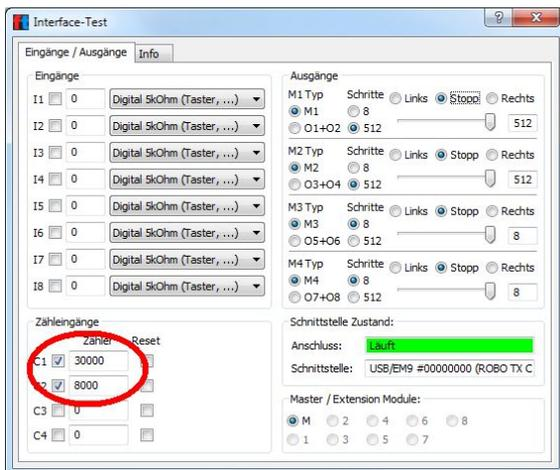 Interface-Test
Eingänge / Ausgänge Info
Eingänge
I1 0 Digital 5kOhm (Taster, ...)
I2 0 Digital 5kOhm (Taster, ...)
I3 0 Digital 5kOhm (Taster, ...)
I4 0 Digital 5kOhm (Taster, ...)
I5 0 Digital 5kOhm (Taster, ...)
I6 0 Digital 5kOhm (Taster, ...)
I7 0 Digital 5kOhm (Taster, ...)
I8 0 Digital 5kOhm (Taster, ...)
Zähleingänge
Zähler Reset
C1 30000
C2 8000
C3 0
C4 0
Ausgänge
M1 Typ Schritte Links Stopp Rechts
M1 8
O1+O2 512 512
M2 Typ Schritte Links Stopp Rechts
M2 8
O3+O4 512 512
M3 Typ Schritte Links Stopp Rechts
M3 8
O5+O6 512 8
M4 Typ Schritte Links Stopp Rechts
M4 8
O7+O8 512 8
Schnittstelle Zustand:
Anschluss: Läuft
Schnittstelle: USB/EM9 #00000000 (ROBO TX C
Master / Extension Module:
M 2 4 6 8
1 3 5 7